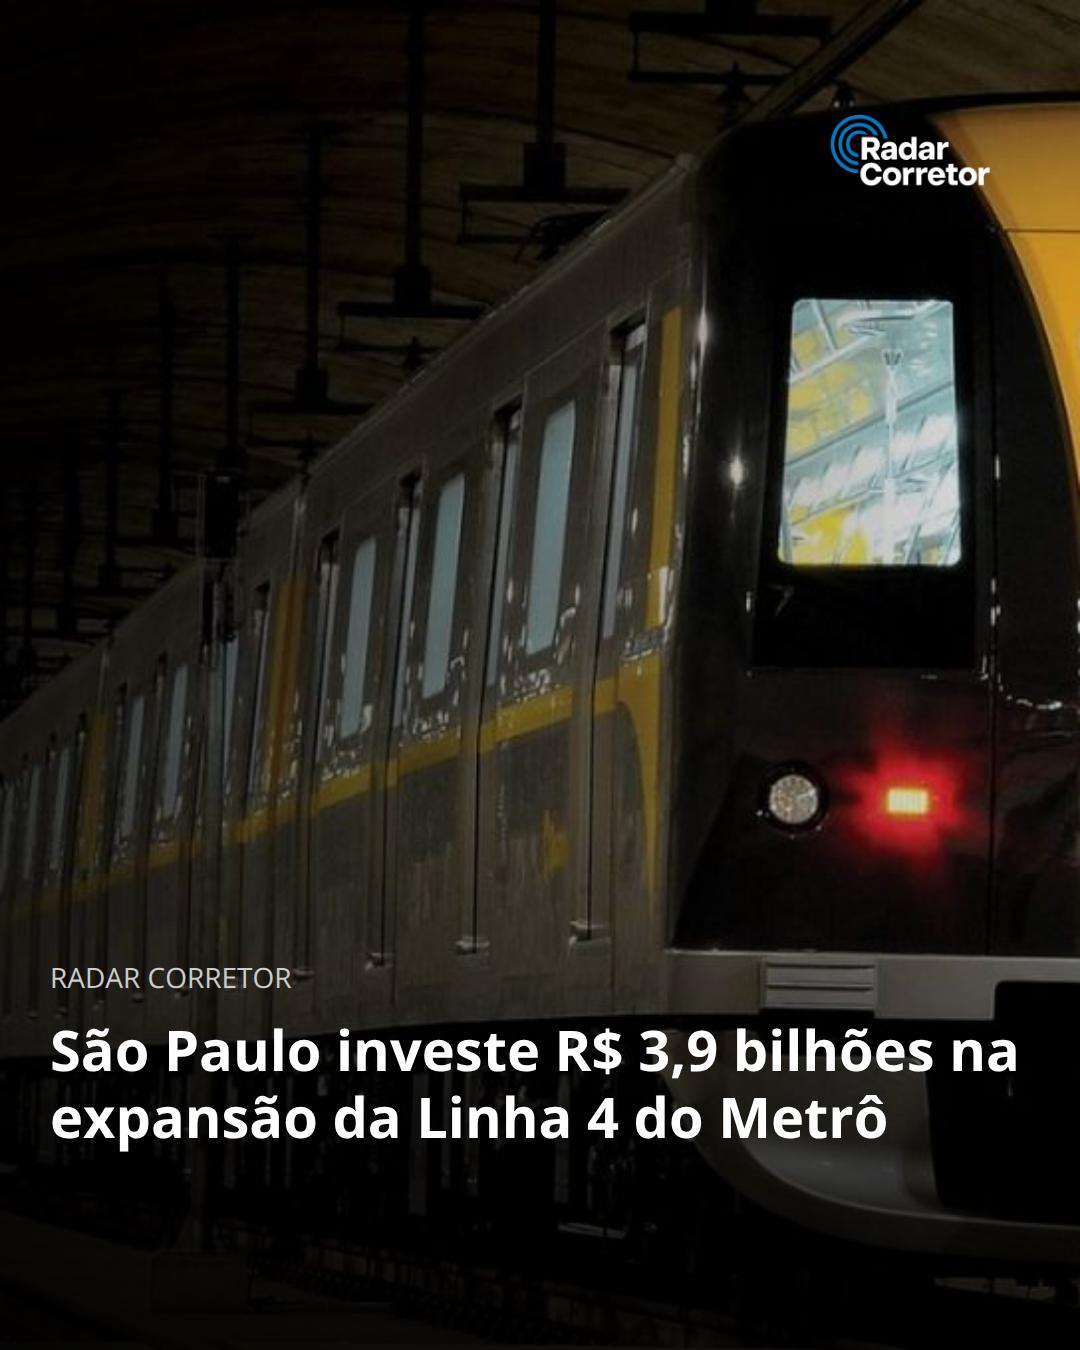 Radar
Corretor
RADAR CORRETOR
São Paulo investe R$ 3,9 bilhões na
expansão da Linha 4 do Metrô